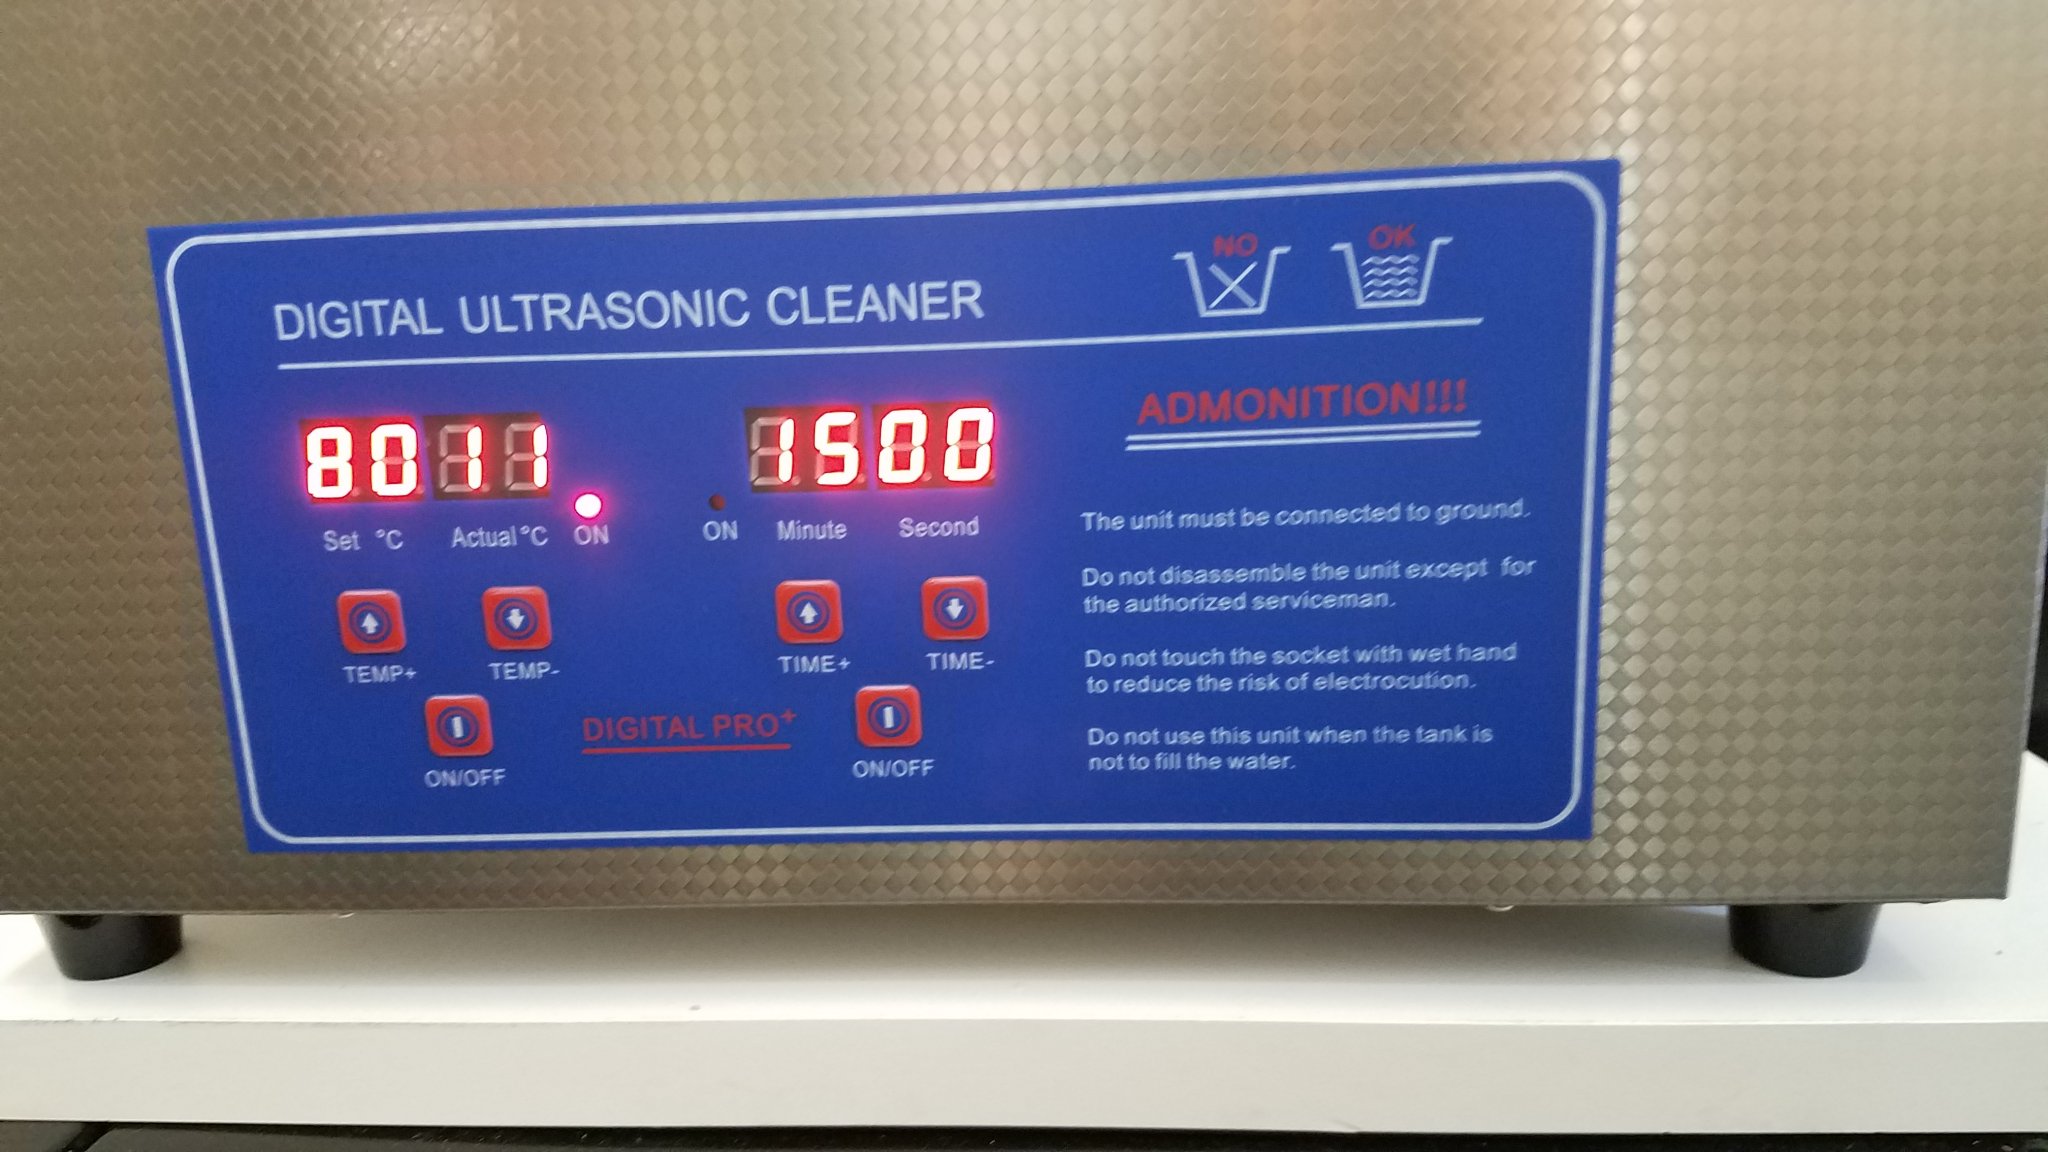 NO OK
DIGITAL ULTRASONIC CLEANER
80 11 15 00
Set °C Actual °C ON ON Minute Second
TEMP+ TEMP- TIME+ TIME-
ON/OFF DIGITAL PRO+ ON/OFF
ADMONITION!!!
The unit must be connected to ground.
Do not disassemble the unit except for
the authorized serviceman.
Do not touch the socket with wet hand
to reduce the risk of electrocution.
Do not use this unit when the tank is
not to fill the water.